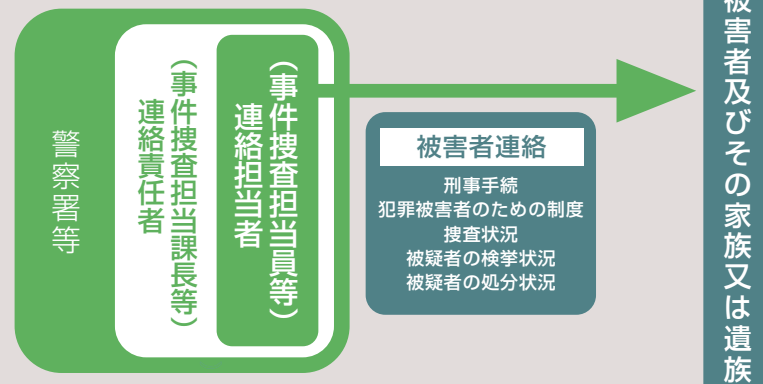 警察署等
連絡責任者
（事件捜査担当課長等）
連絡担当者
（事件捜査担当員等）
被害者連絡
刑事手続
犯罪被害者のための制度
捜査状況
被疑者の検挙状況
被疑者の処分状況
被害者及びその家族又は遺族